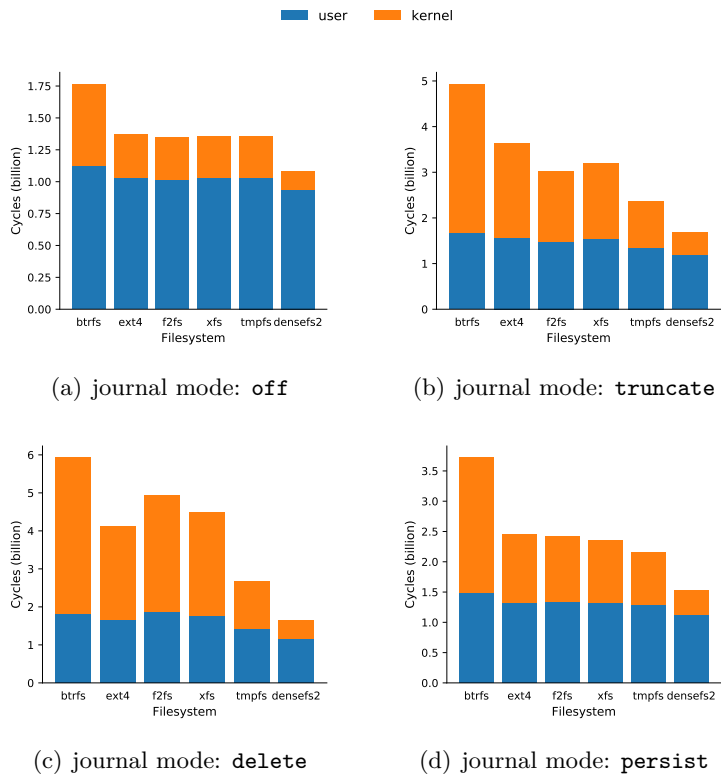 user kernel
1.75
1.50
1.25
1.00
0.75
0.50
0.25
0.00
Cycles (billion)
btrfs ext4 f2fs xfs tmpfs densefs2
Filesystem
(a) journal mode: off
5
4
3
2
1
0
Cycles (billion)
btrfs ext4 f2fs xfs tmpfs densefs2
Filesystem
(b) journal mode: truncate
6
5
4
3
2
1
0
Cycles (billion)
btrfs ext4 f2fs xfs tmpfs densefs2
Filesystem
(c) journal mode: delete
3.5
3.0
2.5
2.0
1.5
1.0
0.5
0.0
Cycles (billion)
btrfs ext4 f2fs xfs tmpfs densefs2
Filesystem
(d) journal mode: persist